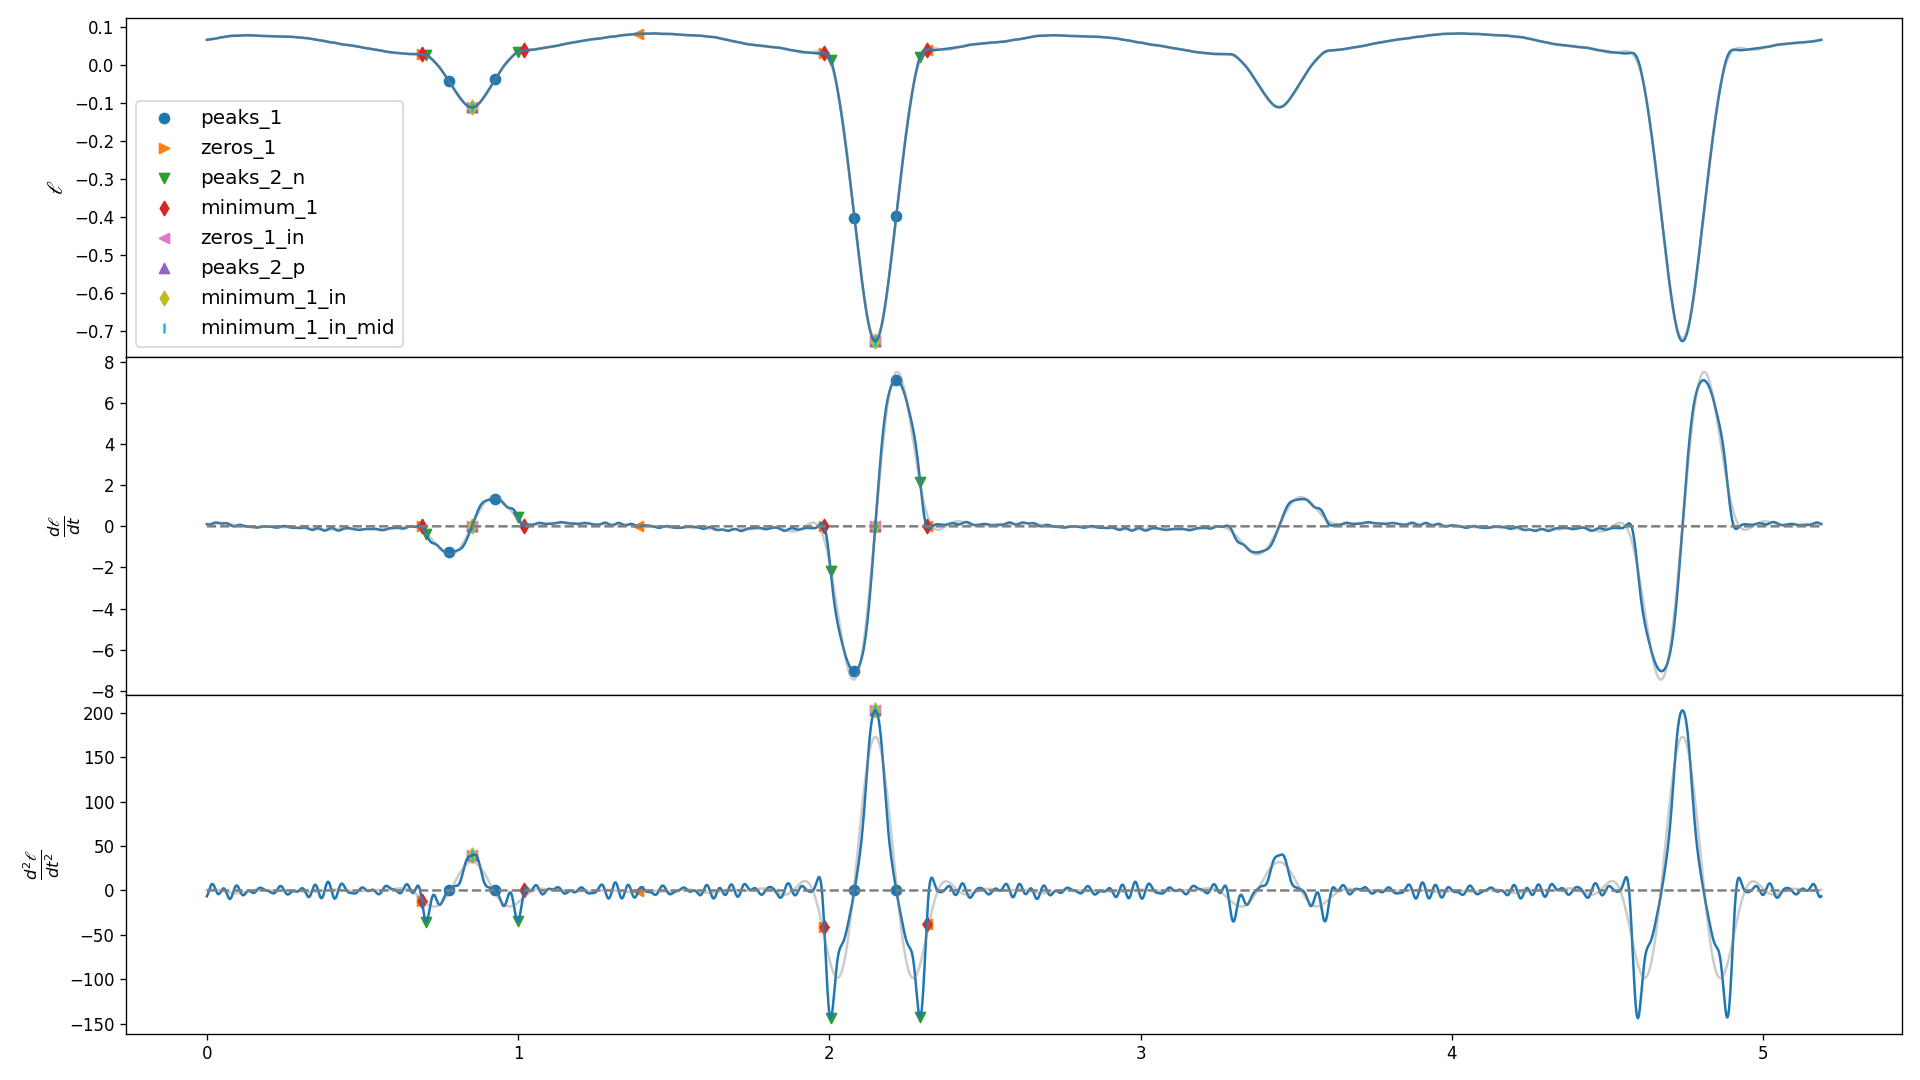 0.1
0.0
−0.1
−0.2
−0.3
−0.4
−0.5
−0.6
−0.7
ℓ
peaks_1
zeros_1
peaks_2_n
minimum_1
zeros_1_in
peaks_2_p
minimum_1_in
minimum_1_in_mid
8
6
4
2
0
−2
−4
−6
−8
dℓ
dt
200
150
100
50
0
−50
−100
−150
d²ℓ
dt²
0 1 2 3 4 5